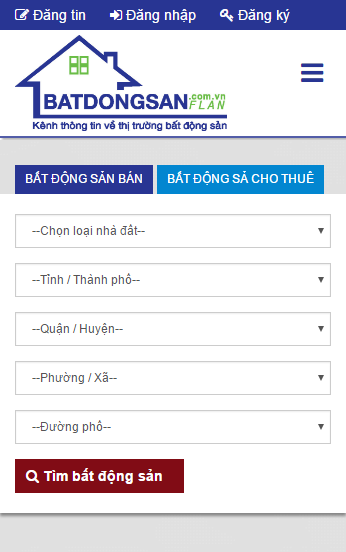 Đăng tin Đăng nhập Đăng ký
BATDONGSAN.com.vn
FLAN
Kênh thông tin về thị trường bất động sản
BẤT ĐỘNG SẢN BÁN BẤT ĐỘNG SẢ CHO THUÊ
--Chọn loại nhà đất--
--Tỉnh / Thành phố--
--Quận / Huyện--
--Phường / Xã--
--Đường phố--
Tìm bất động sản